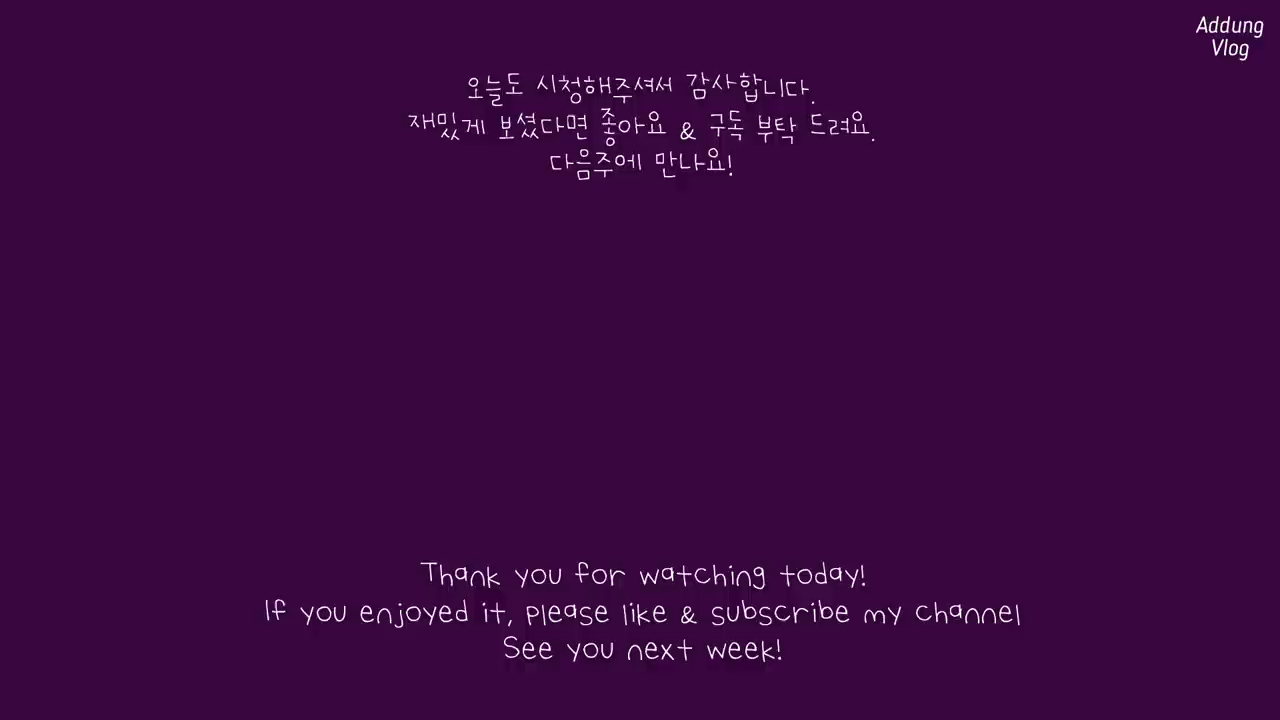 Addung
Vlog
오늘도 시청해주셔서 감사합니다.
재밌게 보셨다면 좋아요 & 구독 부탁 드려요.
다음주에 만나요!
Thank you for watching today!
If you enjoyed it, please like & subscribe my channel
See you next week!